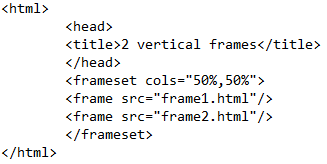 <html>
<head>
<title>2 vertical frames</title>
</head>
<frameset cols="50%,50%">
<frame src="frame1.html"/>
<frame src="frame2.html"/>
</frameset>
</html>